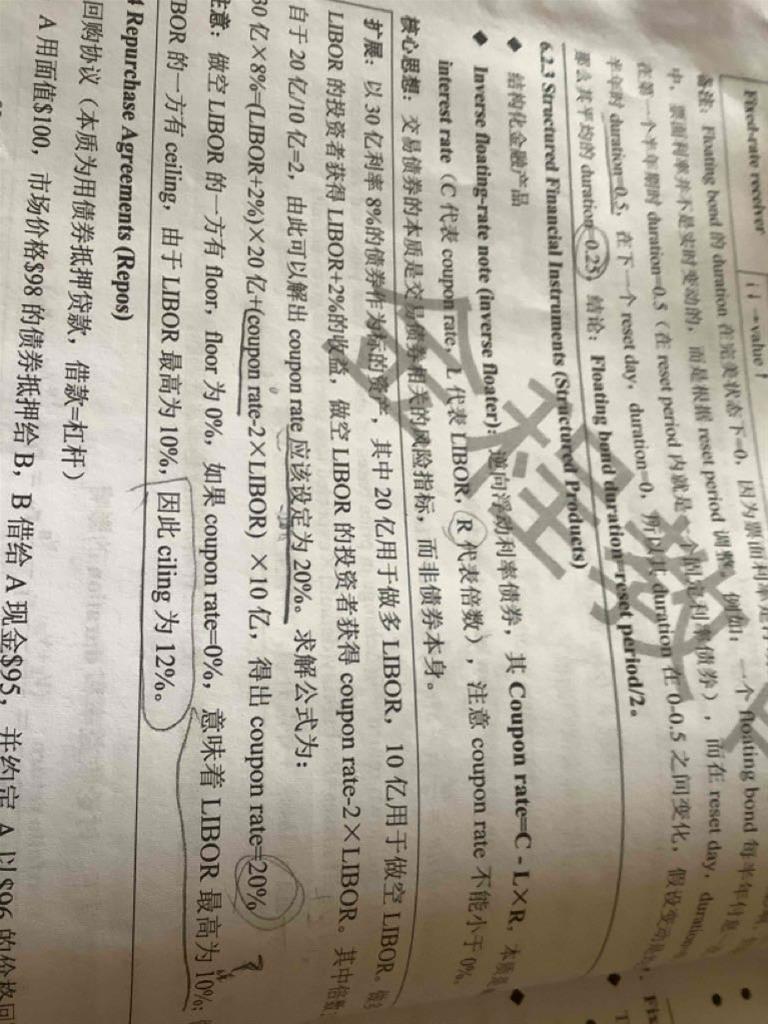 Fixed-rate receiver
i↓→value↑
备注：Floating bond 的 duration 在完美状态下=0，因为票面利率是
中，票面利率并不是实时变动的，而是根据 reset period 调整。例如：一个 floating bond 每半年付息
在第一个半年期时 duration=0.5（在 reset period 内就是一个固定利率债券），而在 reset day，duration
半年时 duration=0.5，在下一个 reset day，duration=0，所以其 duration 在 0-0.5 之间变化，假设变动是
那么其平均的 duration=0.25，结论：Floating bond duration=reset period/2。
6.2.3 Structured Financial Instruments (Structured Products)
◆ 结构化金融产品
◆ Inverse floating-rate note (inverse floater)：逆向浮动利率债券，其 Coupon rate=C - L×R，本质是
interest rate（C 代表 coupon rate，L 代表 LIBOR，R 代表倍数），注意 coupon rate 不能小于 0%。
核心思想：交易债券的本质是交易债券相关的风险指标，而非债券本身。
扩展：以 30 亿利率 8%的债券作为标的资产，其中 20 亿用于做多 LIBOR，10 亿用于做空 LIBOR。做多
LIBOR 的投资者获得 LIBOR+2%的收益，做空 LIBOR 的投资者获得 coupon rate-2×LIBOR。其中倍数
自于 20 亿/10 亿=2，由此可以解出 coupon rate 应该设定为 20%。求解公式为：
30 亿×8%=(LIBOR+2%)×20 亿+(coupon rate-2×LIBOR) ×10 亿，得出 coupon rate=20%
注意：做空 LIBOR 的一方有 floor，floor 为 0%，如果 coupon rate=0%，意味着 LIBOR 最高为 10%；
BOR 的一方有 ceiling，由于 LIBOR 最高为 10%，因此 ciling 为 12%。
4 Repurchase Agreements (Repos)
回购协议（本质为用债券抵押贷款，借款=杠杆）
A 用面值$100，市场价格$98 的债券抵押给 B，B 借给 A 现金$95，并约定 A 以$96 的价格回
金程教